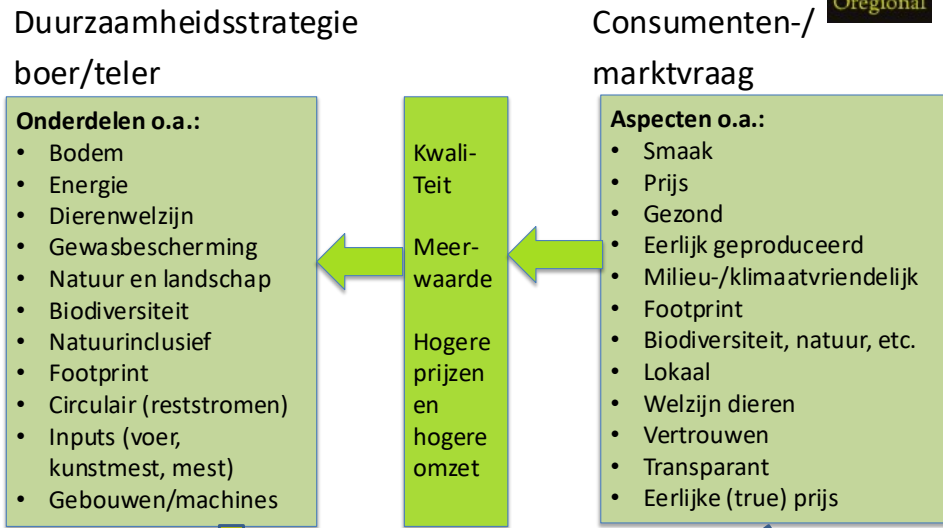 Duurzaamheidsstrategie
boer/teler
Onderdelen o.a.:
• Bodem
• Energie
• Dierenwelzijn
• Gewasbescherming
• Natuur en landschap
• Biodiversiteit
• Natuurinclusief
• Footprint
• Circulair (reststromen)
• Inputs (voer,
kunstmest, mest)
• Gebouwen/machines
Kwali-
Teit
Meer-
waarde
Hogere
prijzen
en
hogere
omzet
Consumenten-/
marktvraag
Oregional
Aspecten o.a.:
• Smaak
• Prijs
• Gezond
• Eerlijk geproduceerd
• Milieu-/klimaatvriendelijk
• Footprint
• Biodiversiteit, natuur, etc.
• Lokaal
• Welzijn dieren
• Vertrouwen
• Transparant
• Eerlijke (true) prijs